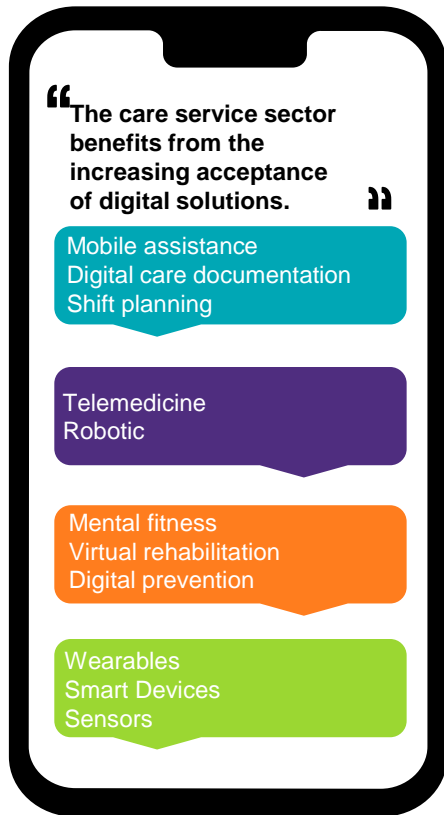 “The care service sector
benefits from the
increasing acceptance
of digital solutions. ”
Mobile assistance
Digital care documentation
Shift planning
Telemedicine
Robotic
Mental fitness
Virtual rehabilitation
Digital prevention
Wearables
Smart Devices
Sensors